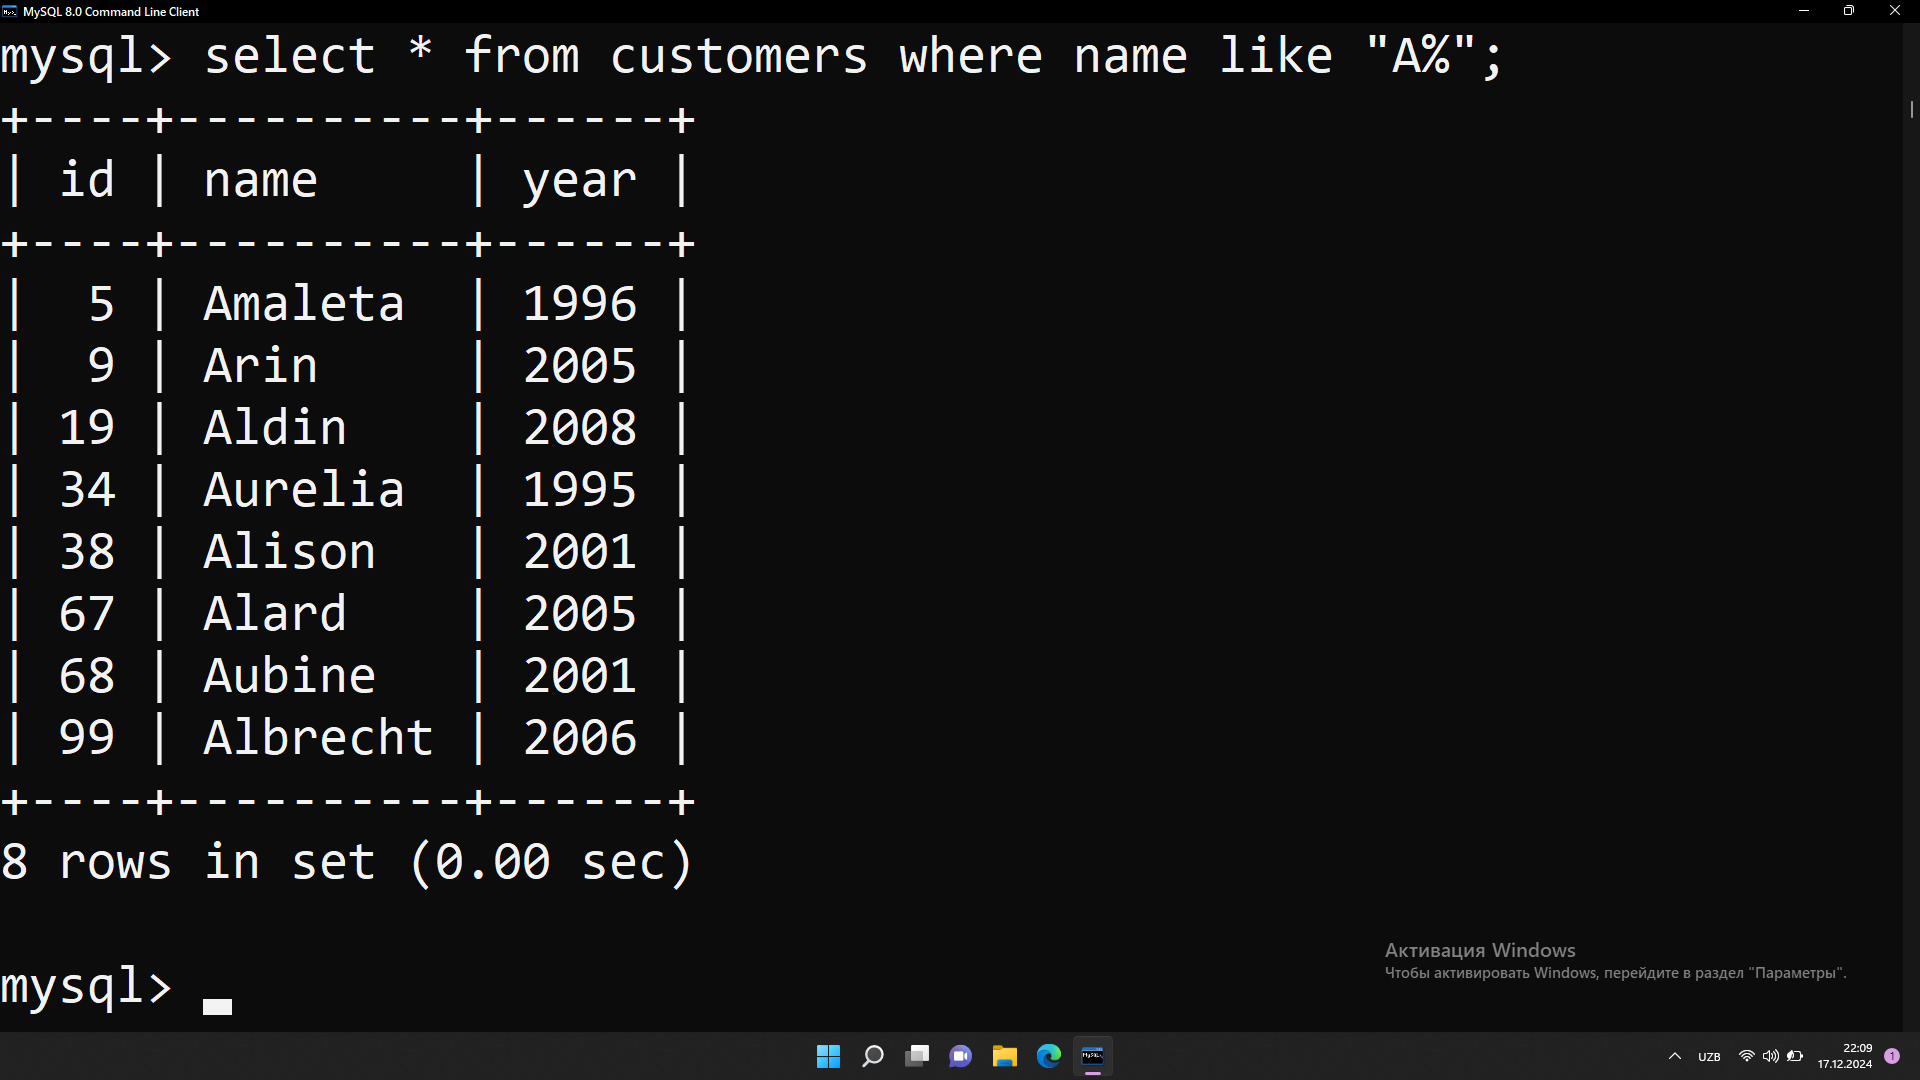 MySQL 8.0 Command Line Client
mysql> select * from customers where name like "A%";
+----+----------+------+
| id | name     | year |
+----+----------+------+
|  5 | Amaleta  | 1996 |
|  9 | Arin     | 2005 |
| 19 | Aldin    | 2008 |
| 34 | Aurelia  | 1995 |
| 38 | Alison   | 2001 |
| 67 | Alard    | 2005 |
| 68 | Aubine   | 2001 |
| 99 | Albrecht | 2006 |
+----+----------+------+
8 rows in set (0.00 sec)
mysql>
Активация Windows
Чтобы активировать Windows, перейдите в раздел "Параметры".
MySQL
UZB
22:09
17.12.2024
1